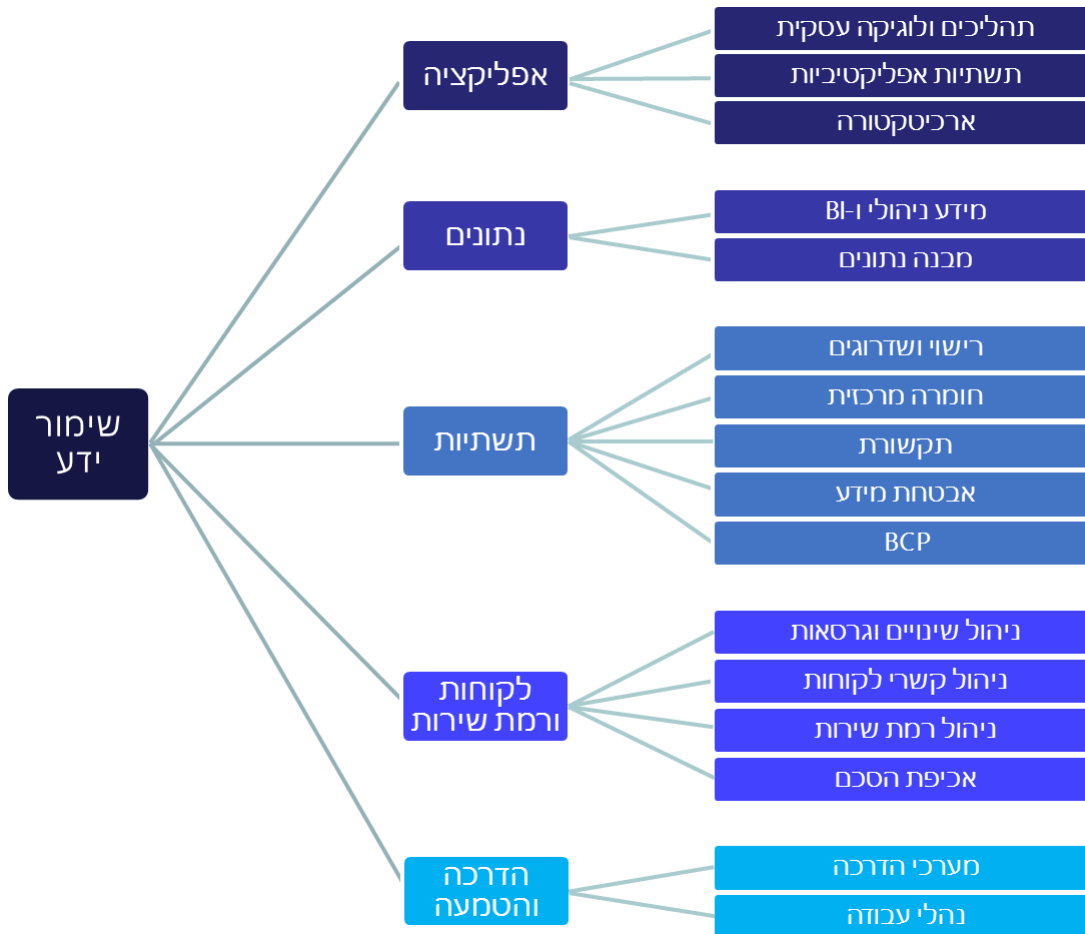 שימור
ידע
אפליקציה
תהליכים ולוגיקה עסקית
תשתיות אפליקטיביות
ארכיטקטורה
נתונים
מידע ניהולי ו-BI
מבנה נתונים
תשתיות
רישוי ושדרוגים
חומרה מרכזית
תקשורת
אבטחת מידע
BCP
לקוחות
ורמת שירות
ניהול שינויים וגרסאות
ניהול קשרי לקוחות
ניהול רמת שירות
אכיפת הסכם
הדרכה
והטמעה
מערכי הדרכה
נהלי עבודה